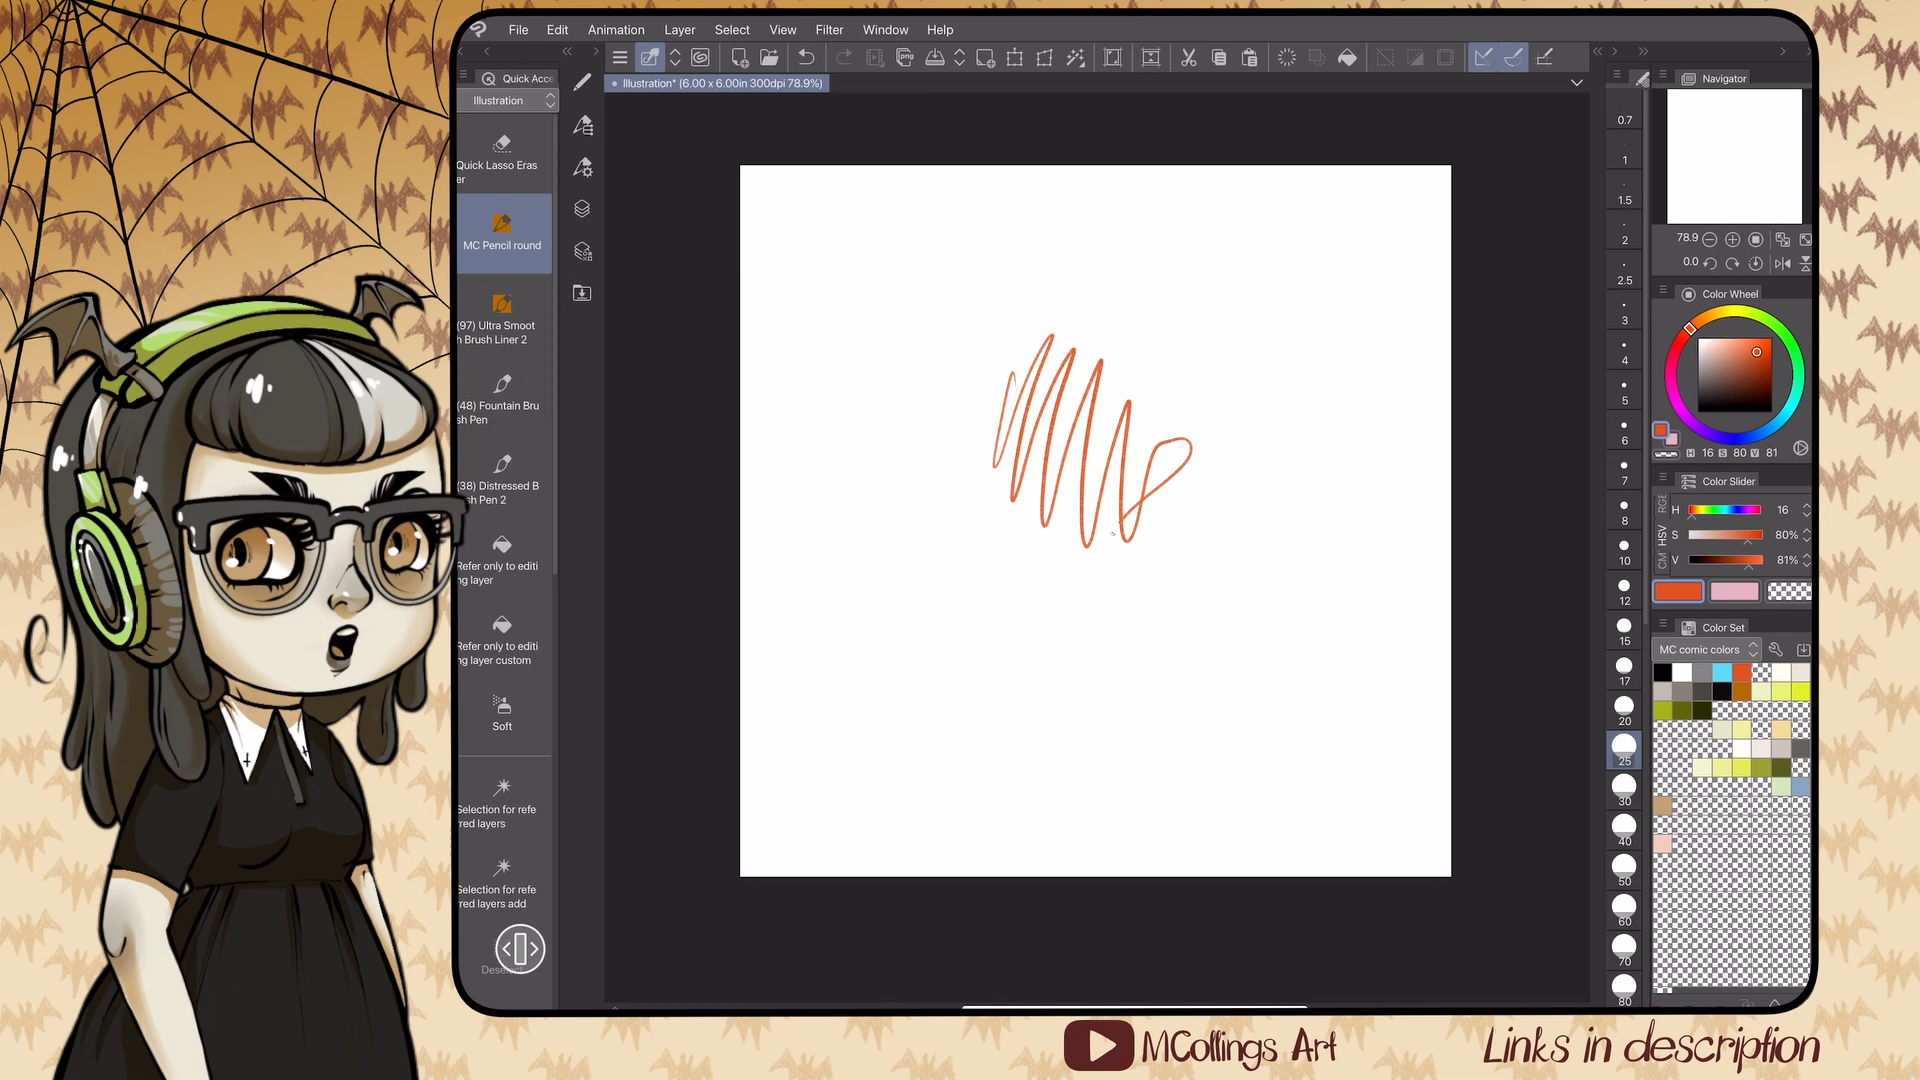 File Edit Animation Layer Select View Filter Window Help
Quick Acce
Illustration
Illustration* (6.00 x 6.00in 300dpi 78.9%)
Quick Lasso Eras
er
MC Pencil round
(97) Ultra Smoot
h Brush Liner 2
(48) Fountain Bru
sh Pen
(38) Distressed B
sh Pen 2
Refer only to editi
ng layer
Refer only to editi
ng layer custom
Soft
Selection for refe
rred layers
Selection for refe
rred layers add
Desele
0.7
1
1.5
2
2.5
3
4
5
6
7
8
10
12
15
17
20
25
30
40
50
60
70
80
Navigator
78.9
0.0
Color Wheel
H 16 S 80 V 81
Color Slider
RGB
HSV
CM
H 16
S 80%
V 81%
Color Set
MC comic colors
MCollings Art
Links in description